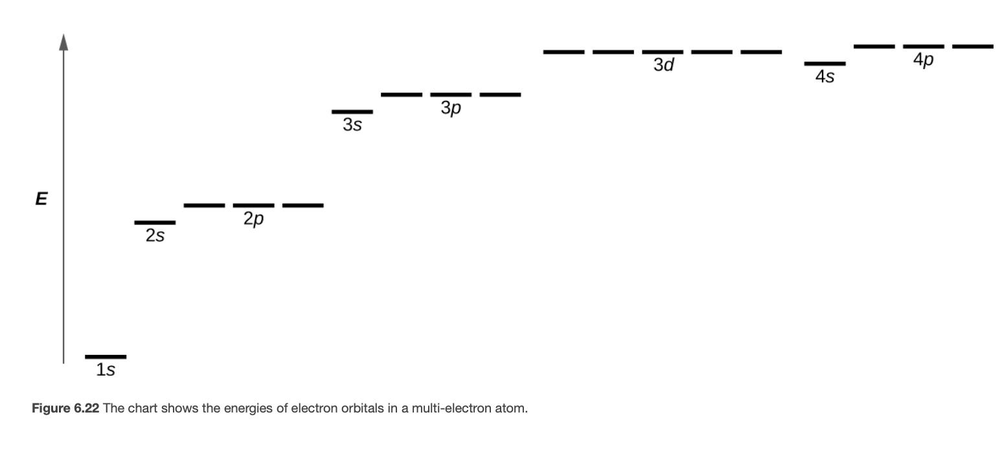 3d
4p
4s
3p
3s
E
2p
2s
1s
Figure 6.22 The chart shows the energies of electron orbitals in a multi-electron atom.